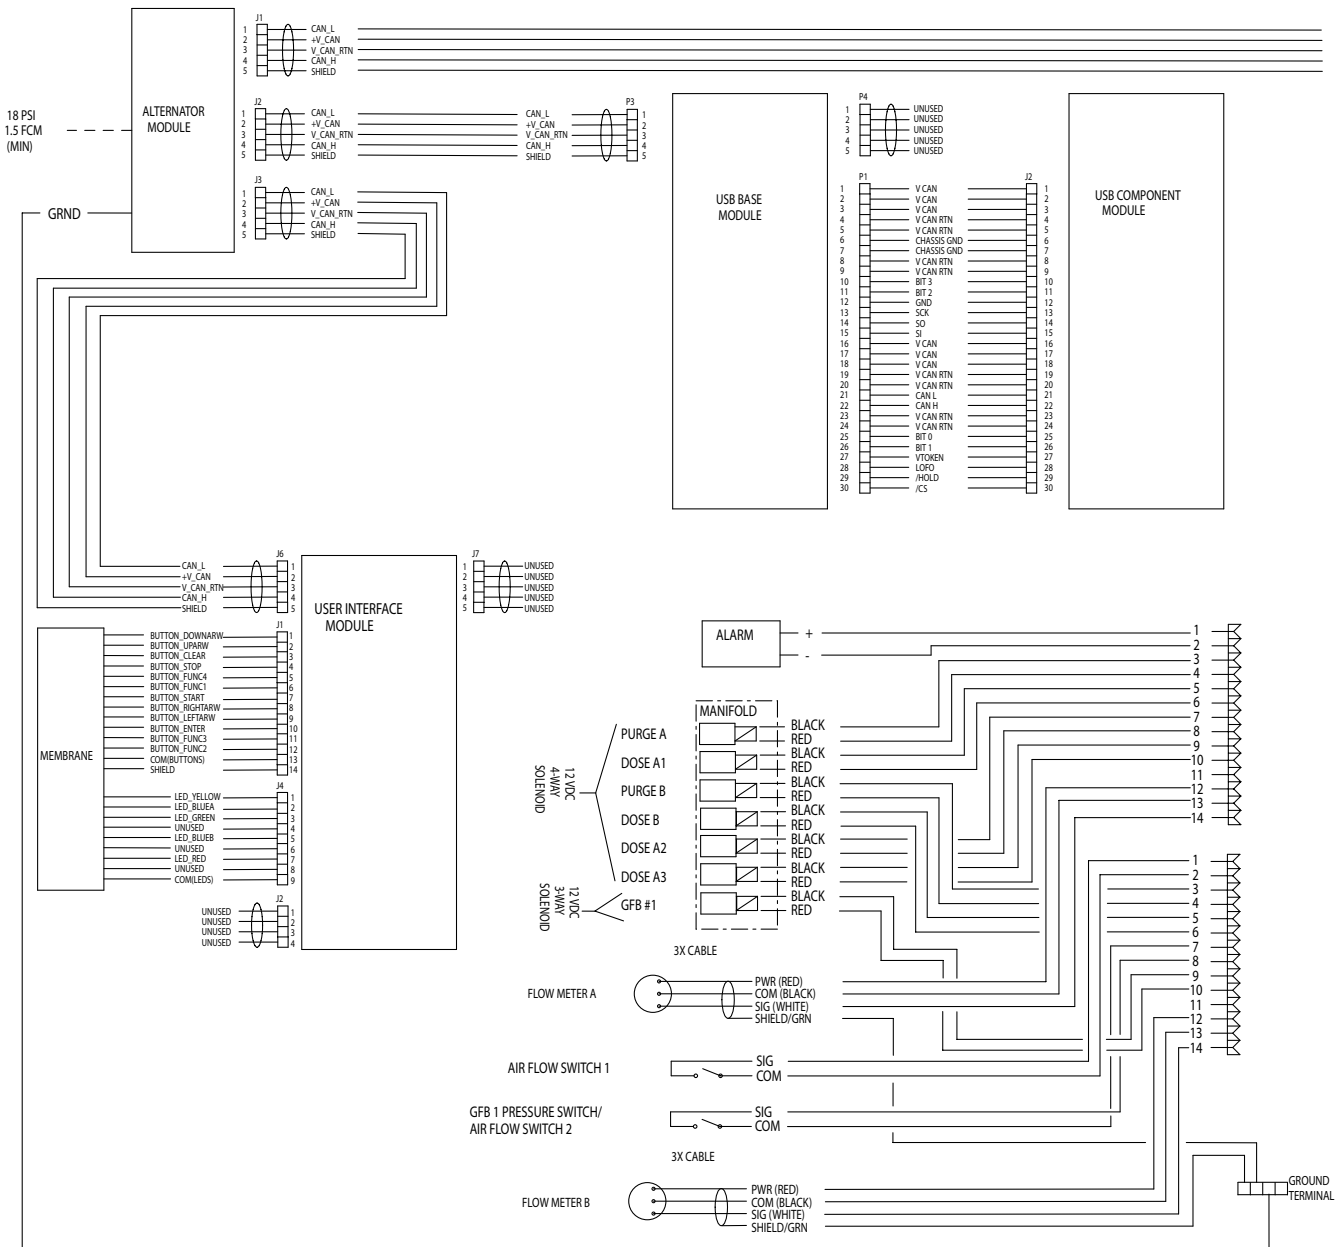 18 PSI
1.5 FCM
(MIN)
GRND
ALTERNATOR
MODULE
J1
1 CAN_L
2 +V_CAN
3 V_CAN_RTN
4 CAN_H
5 SHIELD
J2 P3
1 CAN_L CAN_L 1
2 +V_CAN +V_CAN 2
3 V_CAN_RTN V_CAN_RTN 3
4 CAN_H CAN_H 4
5 SHIELD SHIELD 5
J3
1 CAN_L
2 +V_CAN
3 V_CAN_RTN
4 CAN_H
5 SHIELD
USB BASE
MODULE
P4
1 UNUSED
2 UNUSED
3 UNUSED
4 UNUSED
5 UNUSED
P1 J2
1 V CAN 1
2 V CAN 2
3 V CAN 3
4 V CAN RTN 4
5 V CAN RTN 5
6 CHASSIS GND 6
7 CHASSIS GND 7
8 V CAN RTN 8
9 V CAN RTN 9
10 BIT 3 10
11 BIT 2 11
12 GND 12
13 SCK 13
14 SO 14
15 SI 15
16 V CAN 16
17 V CAN 17
18 V CAN 18
19 V CAN RTN 19
20 V CAN RTN 20
21 CAN L 21
22 CAN H 22
23 V CAN RTN 23
24 V CAN RTN 24
25 BIT 0 25
26 BIT 1 26
27 VTOKEN 27
28 LOFO 28
29 /HOLD 29
30 /CS 30
USB COMPONENT
MODULE
J6
CAN_L 1
+V_CAN 2
V_CAN_RTN 3
CAN_H 4
SHIELD 5
USER INTERFACE
MODULE
J7
1 UNUSED
2 UNUSED
3 UNUSED
4 UNUSED
5 UNUSED
MEMBRANE
J1
BUTTON_DOWNARW 1
BUTTON_UPARW 2
BUTTON_CLEAR 3
BUTTON_STOP 4
BUTTON_FUNC4 5
BUTTON_FUNC1 6
BUTTON_START 7
BUTTON_RIGHTARW 8
BUTTON_LEFTARW 9
BUTTON_ENTER 10
BUTTON_FUNC3 11
BUTTON_FUNC2 12
COM(BUTTONS) 13
SHIELD 14
J4
LED_YELLOW 1
LED_BLUEA 2
LED_GREEN 3
UNUSED 4
LED_BLUEB 5
UNUSED 6
LED_RED 7
UNUSED 8
COM(LEDS) 9
J2
UNUSED 1
UNUSED 2
UNUSED 3
UNUSED 4
ALARM
+
-
MANIFOLD
12 VDC
4-WAY
SOLENOID
PURGE A BLACK
RED
DOSE A1 BLACK
RED
PURGE B BLACK
RED
DOSE B BLACK
RED
DOSE A2 BLACK
RED
DOSE A3 BLACK
RED
12 VDC
3-WAY
SOLENOID
GFB #1 BLACK
RED
1
2
3
4
5
6
7
8
9
10
11
12
13
14
1
2
3
4
5
6
7
8
9
10
11
12
13
14
3X CABLE
FLOW METER A
PWR (RED)
COM (BLACK)
SIG (WHITE)
SHIELD/GRN
AIR FLOW SWITCH 1
SIG
COM
GFB 1 PRESSURE SWITCH/
AIR FLOW SWITCH 2
SIG
COM
3X CABLE
FLOW METER B
PWR (RED)
COM (BLACK)
SIG (WHITE)
SHIELD/GRN
GROUND
TERMINAL